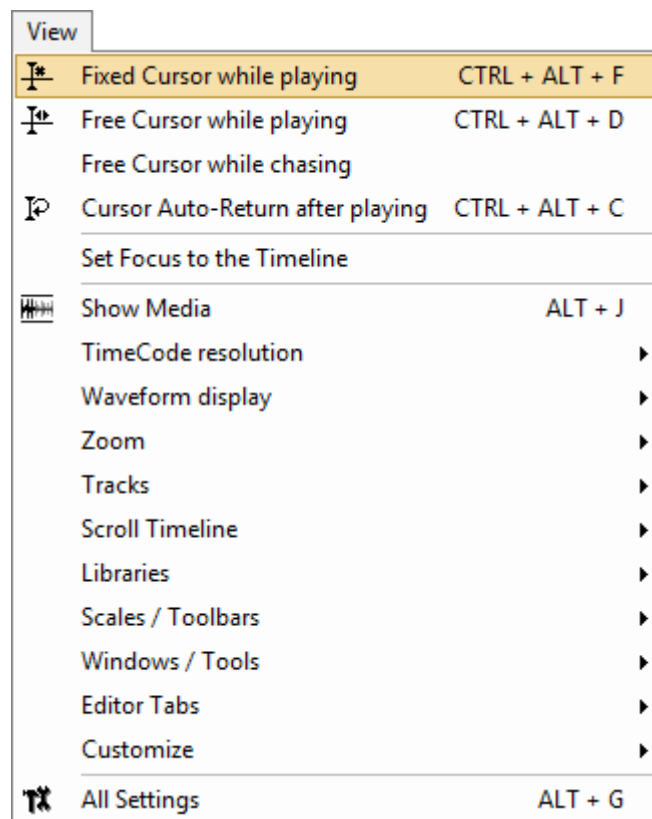 View
Fixed Cursor while playing CTRL + ALT + F
Free Cursor while playing CTRL + ALT + D
Free Cursor while chasing
Cursor Auto-Return after playing CTRL + ALT + C
Set Focus to the Timeline
Show Media ALT + J
TimeCode resolution
Waveform display
Zoom
Tracks
Scroll Timeline
Libraries
Scales / Toolbars
Windows / Tools
Editor Tabs
Customize
All Settings ALT + G